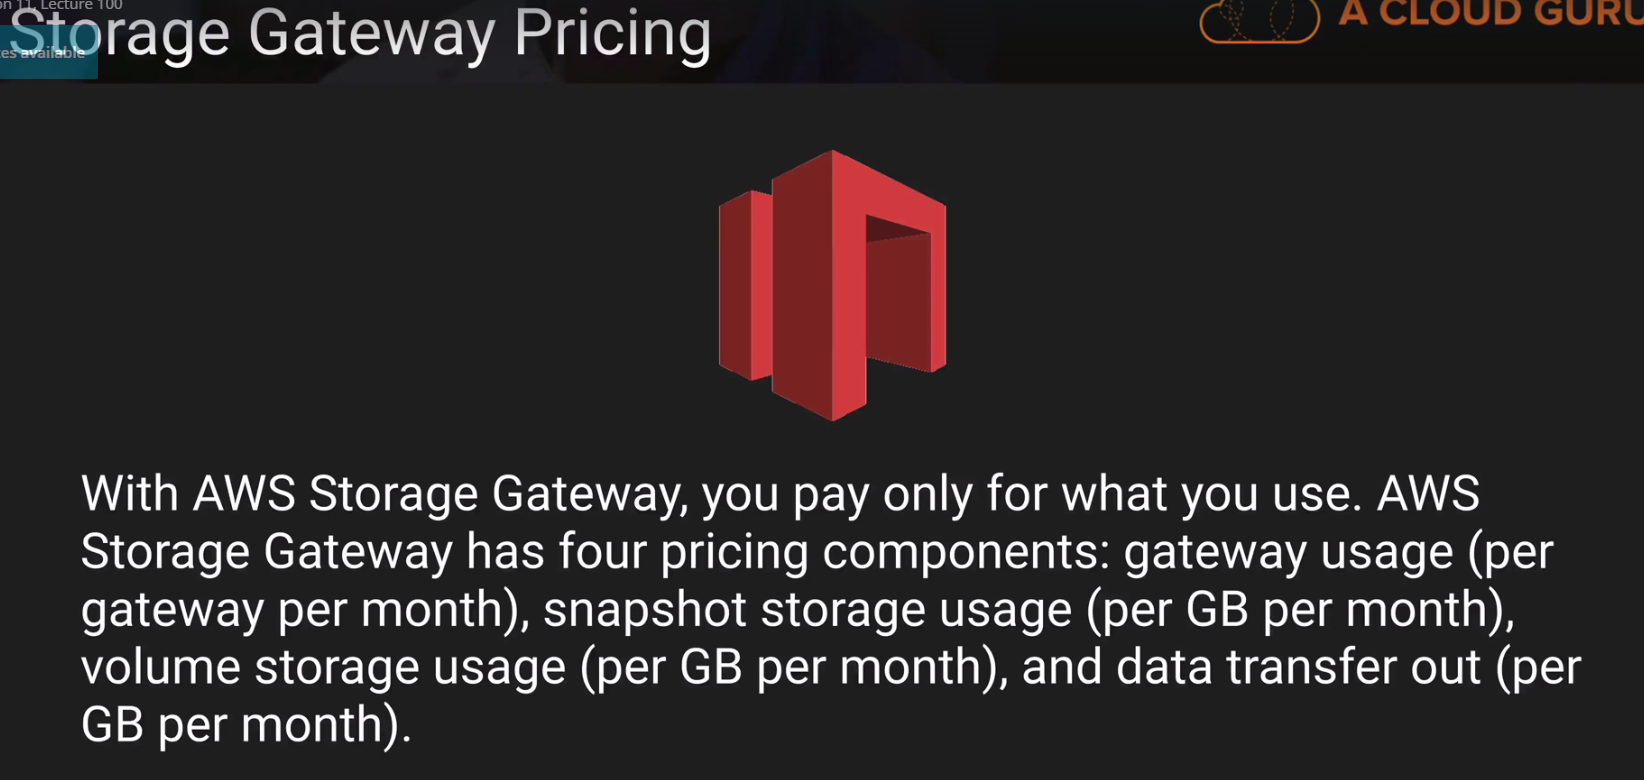 on 11, Lecture 100
Storage Gateway Pricing
A CLOUD GURU
es available
With AWS Storage Gateway, you pay only for what you use. AWS
Storage Gateway has four pricing components: gateway usage (per
gateway per month), snapshot storage usage (per GB per month),
volume storage usage (per GB per month), and data transfer out (per
GB per month).